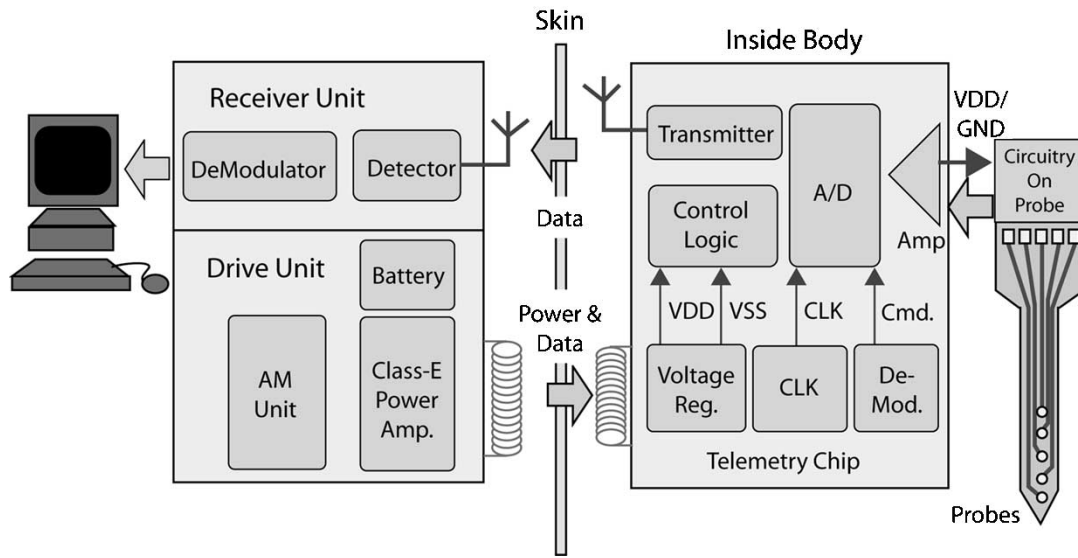 Skin
Inside Body
Receiver Unit
DeModulator
Detector
Data
Transmitter
A/D
Control
Logic
Amp
VDD/
GND
Circuitry
On
Probe
Drive Unit
Battery
AM
Unit
Class-E
Power
Amp.
Power &
Data
VDD
VSS
CLK
Cmd.
Voltage
Reg.
CLK
De-
Mod.
Telemetry Chip
Probes